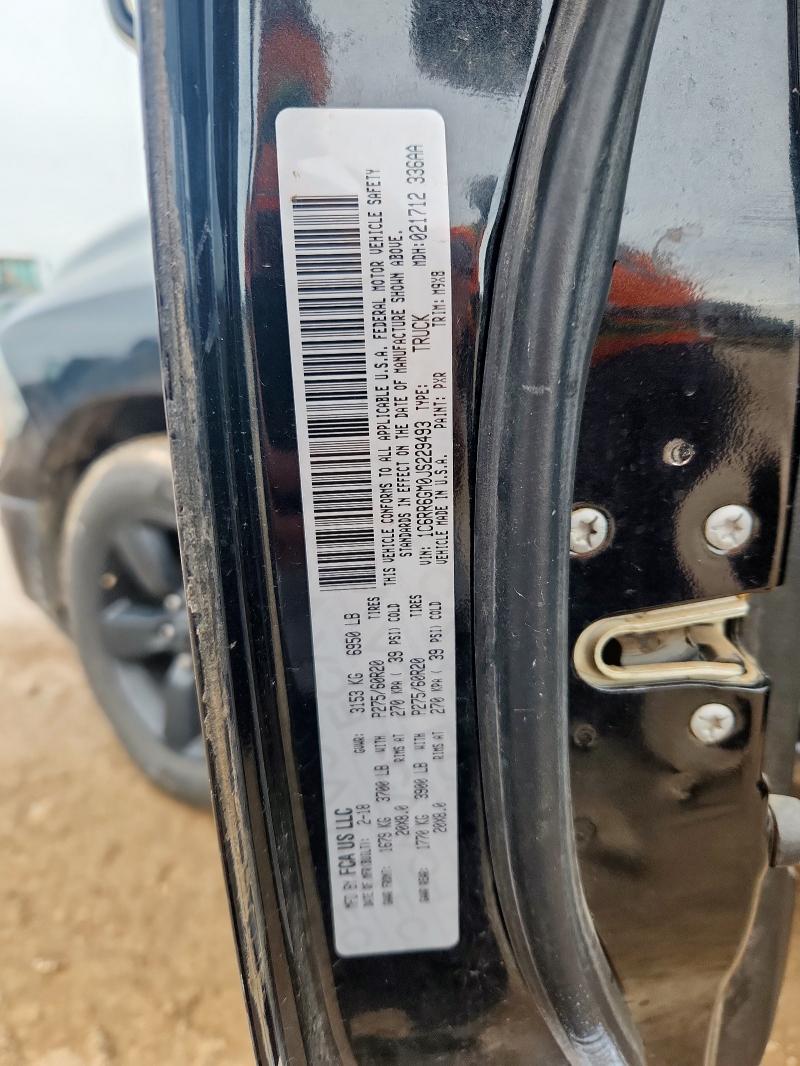 MFD BY: FCA US LLC
DATE OF MFR(BUILT): 2-18 GVWR: 3153 KG 6950 LB
GAWR FRONT: 1679 KG 3700 LB WITH P275/60R20 TIRES
20X8.0 RIMS AT 270 KPA ( 39 PSI) COLD
GAWR REAR: 1770 KG 3900 LB WITH P275/60R20 TIRES
20X8.0 RIMS AT 270 KPA ( 39 PSI) COLD
THIS VEHICLE CONFORMS TO ALL APPLICABLE U.S.A. FEDERAL MOTOR VEHICLE SAFETY
STANDARDS IN EFFECT ON THE DATE OF MANUFACTURE SHOWN ABOVE.
VIN: 1C6RR6GM0JS229493 TYPE: TRUCK MDH:021712 336AA
VEHICLE MADE IN U.S.A. PAINT: PXR TRIM: M9X8